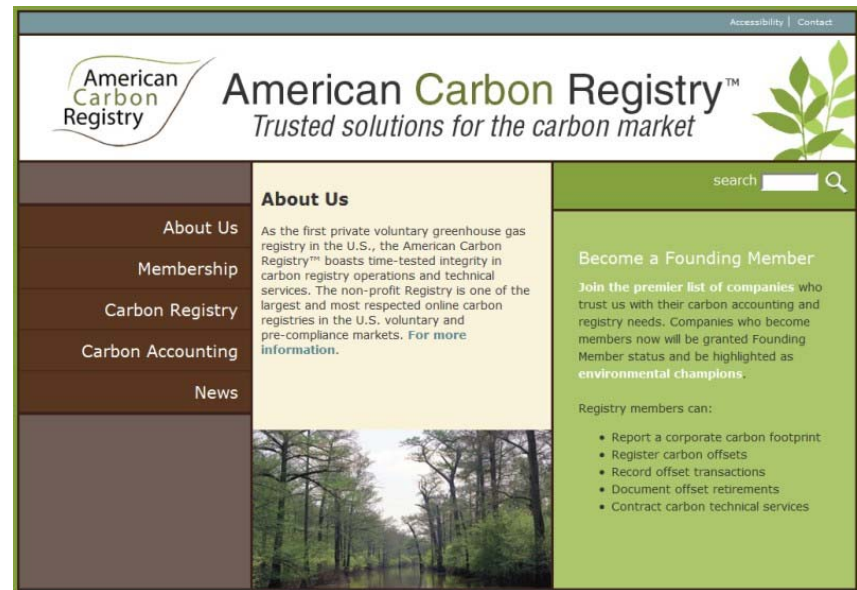 Accessibility | Contact
American
Carbon
Registry
American Carbon Registry™
Trusted solutions for the carbon market
About Us
Membership
Carbon Registry
Carbon Accounting
News
About Us
As the first private voluntary greenhouse gas
registry in the U.S., the American Carbon
Registry™ boasts time-tested integrity in
carbon registry operations and technical
services. The non-profit Registry is one of the
largest and most respected online carbon
registries in the U.S. voluntary and
pre-compliance markets. For more
information.
search
Become a Founding Member
Join the premier list of companies who
trust us with their carbon accounting and
registry needs. Companies who become
members now will be granted Founding
Member status and be highlighted as
environmental champions.
Registry members can:
• Report a corporate carbon footprint
• Register carbon offsets
• Record offset transactions
• Document offset retirements
• Contract carbon technical services